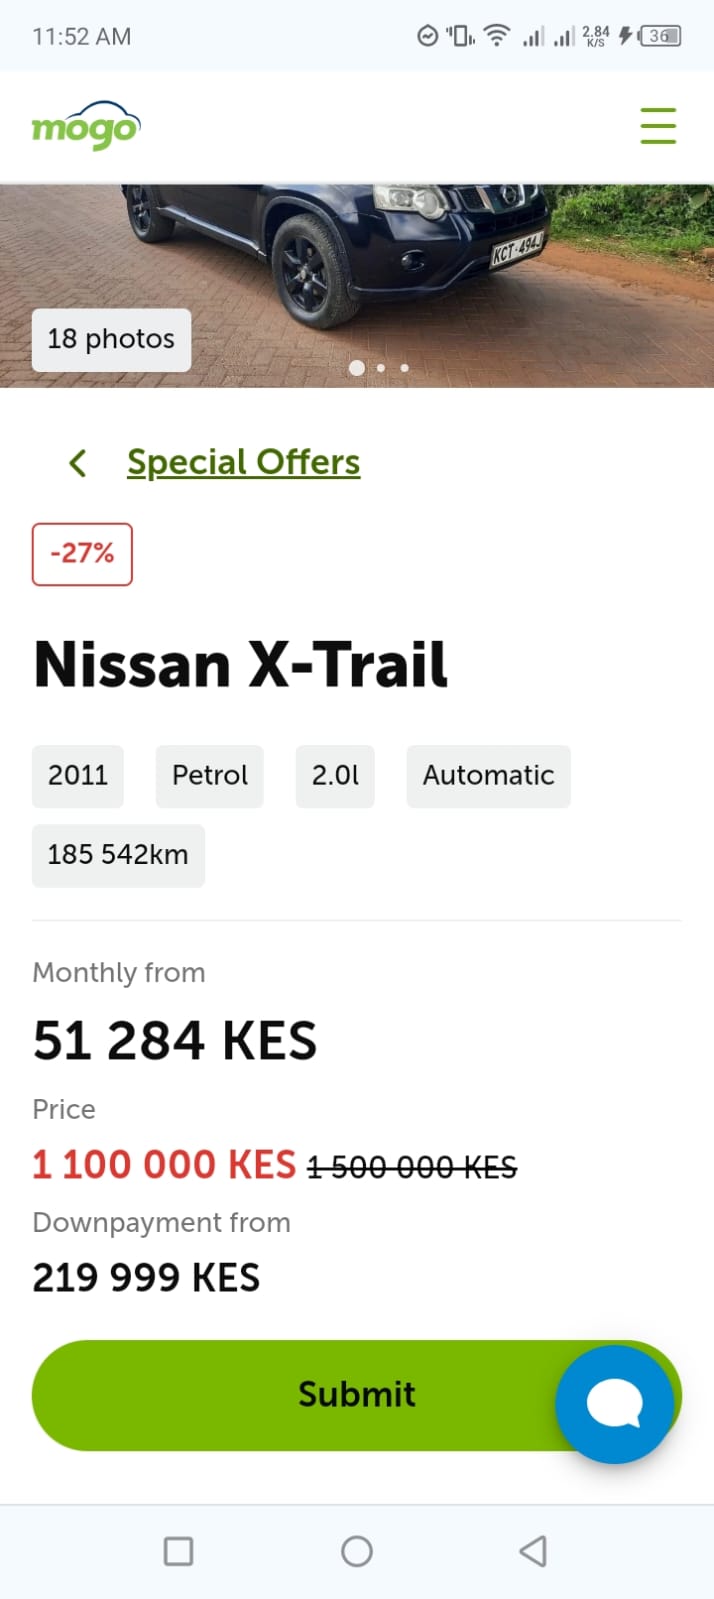 11:52 AM
2.84
K/S
36
mogo
KCT·494J
18 photos
Special Offers
-27%
Nissan X-Trail
2011
Petrol
2.0l
Automatic
185 542km
Monthly from
51 284 KES
Price
1 100 000 KES 1 500 000 KES
Downpayment from
219 999 KES
Submit